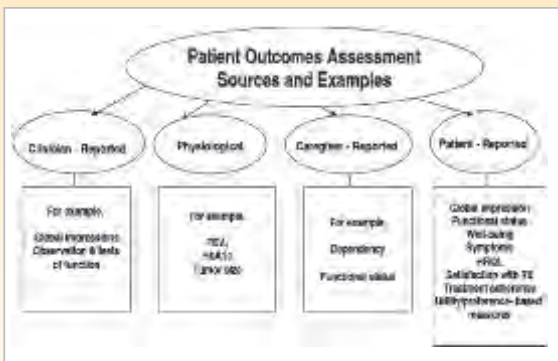 Patient Outcomes Assessment
Sources and Examples
Clinician - Reported
Physiological
Caregiver - Reported
Patient - Reported
For example,
Global impressions
Observation & tests
of function
For example
HbA1c
Tumor size
For example
Dependency
Functional status
Global impression
Functional status
Well-being
Symptoms
HRQL
Satisfaction with TX
Treatment adherence
Utility/preference-based
measures